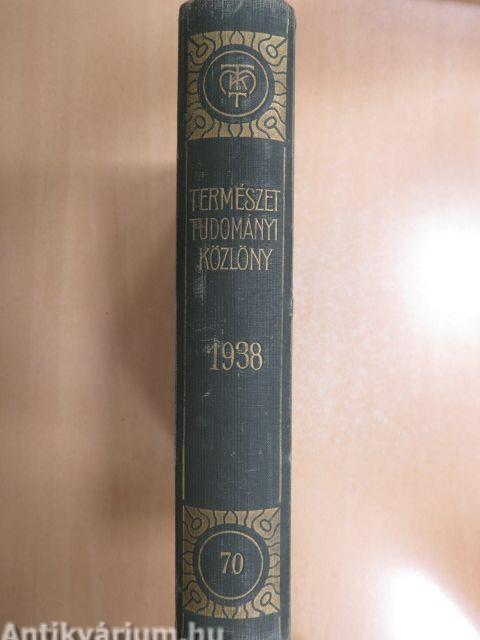 TERMÉSZET
TUDOMÁNYI
KÖZLÖNY
1938
70
Antikvárium.hu